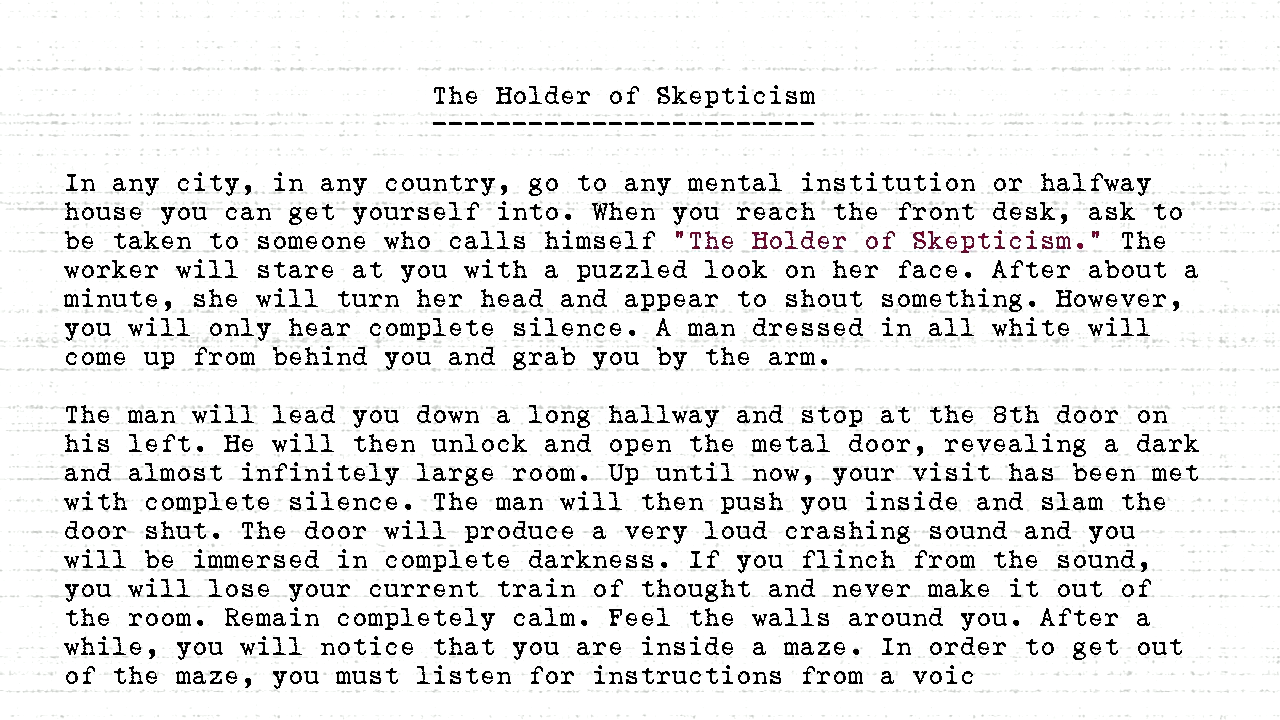 The Holder of Skepticism
------------------------
In any city, in any country, go to any mental institution or halfway
house you can get yourself into. When you reach the front desk, ask to
be taken to someone who calls himself "The Holder of Skepticism." The
worker will stare at you with a puzzled look on her face. After about a
minute, she will turn her head and appear to shout something. However,
you will only hear complete silence. A man dressed in all white will
come up from behind you and grab you by the arm.
The man will lead you down a long hallway and stop at the 8th door on
his left. He will then unlock and open the metal door, revealing a dark
and almost infinitely large room. Up until now, your visit has been met
with complete silence. The man will then push you inside and slam the
door shut. The door will produce a very loud crashing sound and you
will be immersed in complete darkness. If you flinch from the sound,
you will lose your current train of thought and never make it out of
the room. Remain completely calm. Feel the walls around you. After a
while, you will notice that you are inside a maze. In order to get out
of the maze, you must listen for instructions from a voic